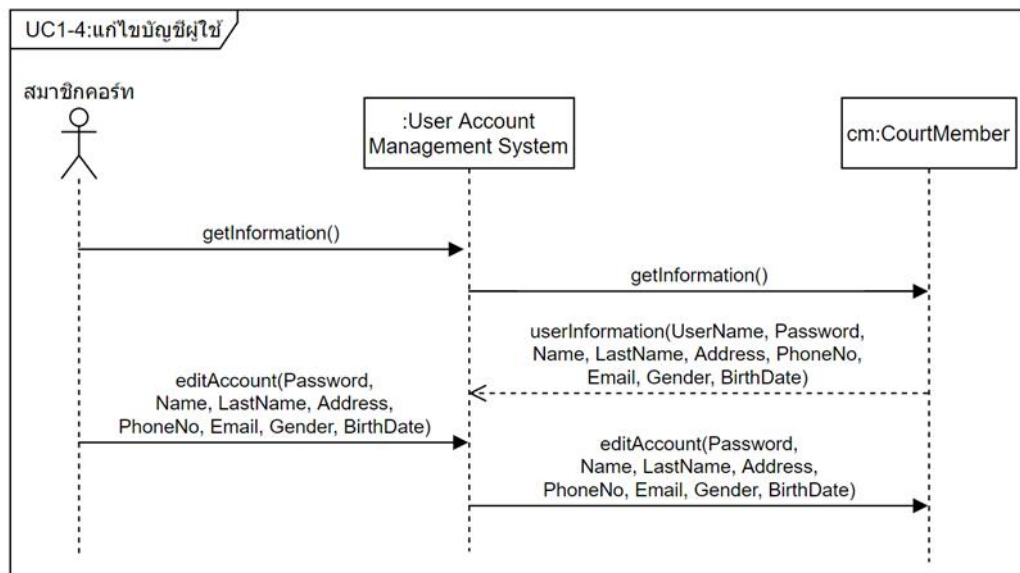 UC1-4:แก้ไขบัญชีผู้ใช้
สมาชิกคอร์ท
:User Account
Management System
cm:CourtMember
getInformation()
getInformation()
userInformation(UserName, Password,
Name, LastName, Address, PhoneNo,
Email, Gender, BirthDate)
editAccount(Password,
Name, LastName, Address,
PhoneNo, Email, Gender, BirthDate)
editAccount(Password,
Name, LastName, Address,
PhoneNo, Email, Gender, BirthDate)